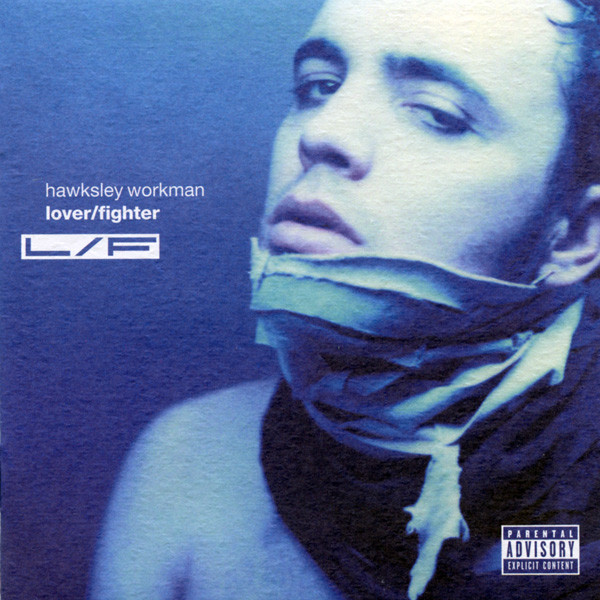 hawksley workman
lover/fighter
L/F
PARENTAL
ADVISORY
EXPLICIT CONTENT